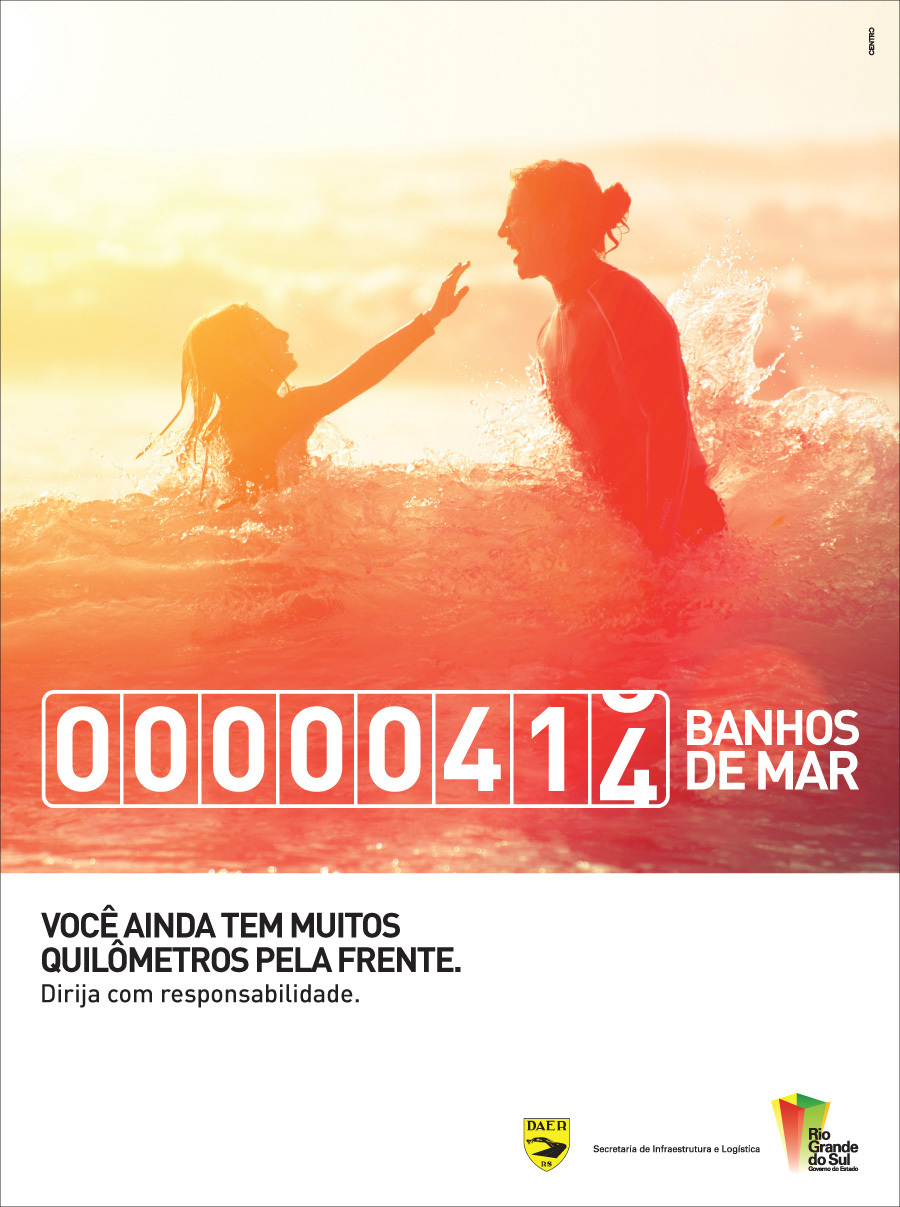 CENTRO
00000414
BANHOS
DE MAR
VOCÊ AINDA TEM MUITOS
QUILÔMETROS PELA FRENTE.
Dirija com responsabilidade.
DAER
RS
Secretaria de Infraestrutura e Logística
Rio
Grande
do Sul
Governo do Estado